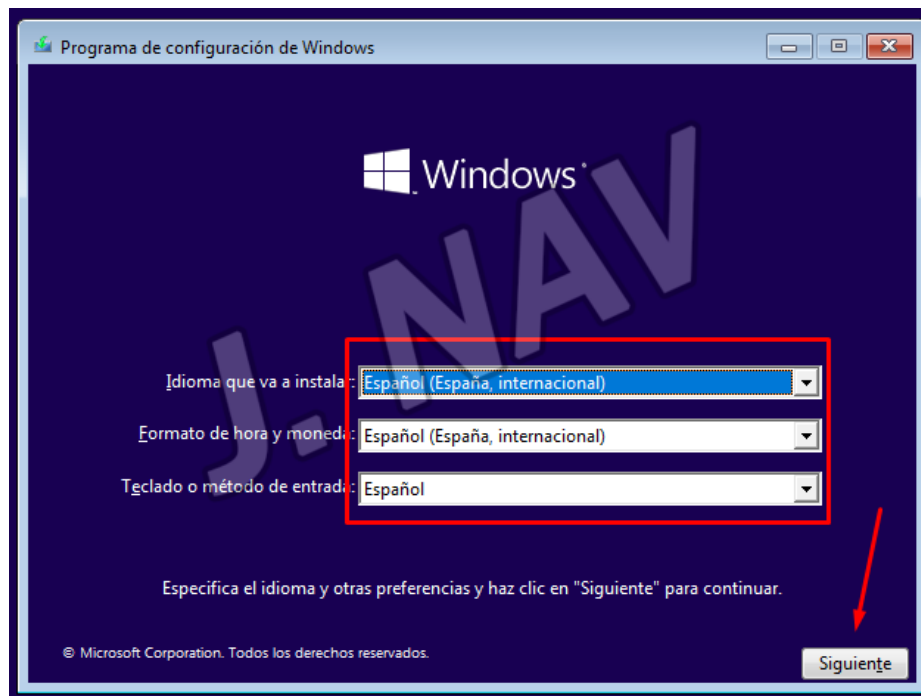 Programa de configuración de Windows
Windows
J. NAV
Idioma que va a instalar: Español (España, internacional)
Formato de hora y moneda: Español (España, internacional)
Teclado o método de entrada: Español
Especifica el idioma y otras preferencias y haz clic en "Siguiente" para continuar.
© Microsoft Corporation. Todos los derechos reservados.
Siguiente